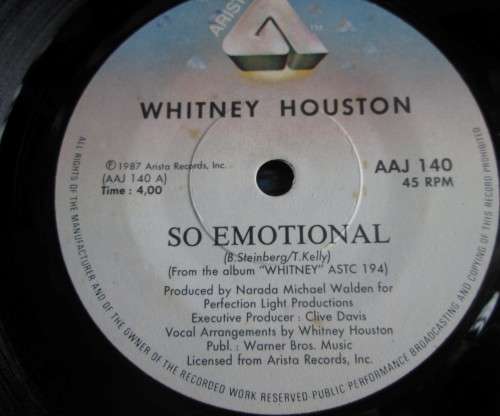 ARISTA
WHITNEY HOUSTON
℗1987 Arista Records, Inc.
(AAJ 140 A)
Time : 4,00
AAJ 140
45 RPM
SO EMOTIONAL
(B.Steinberg/T.Kelly)
(From the album "WHITNEY" ASTC 194)
Produced by Narada Michael Walden for
Perfection Light Productions
Executive Producer : Clive Davis
Vocal Arrangements by Whitney Houston
Publ. : Warner Bros. Music
Licensed from Arista Records, Inc.
ALL RIGHTS OF THE MANUFACTURER AND OF THE OWNER OF THE RECORDED WORK RESERVED·PUBLIC PERFORMANCE BROADCASTING AND COPYING OF THIS RECORD PROHIBITED